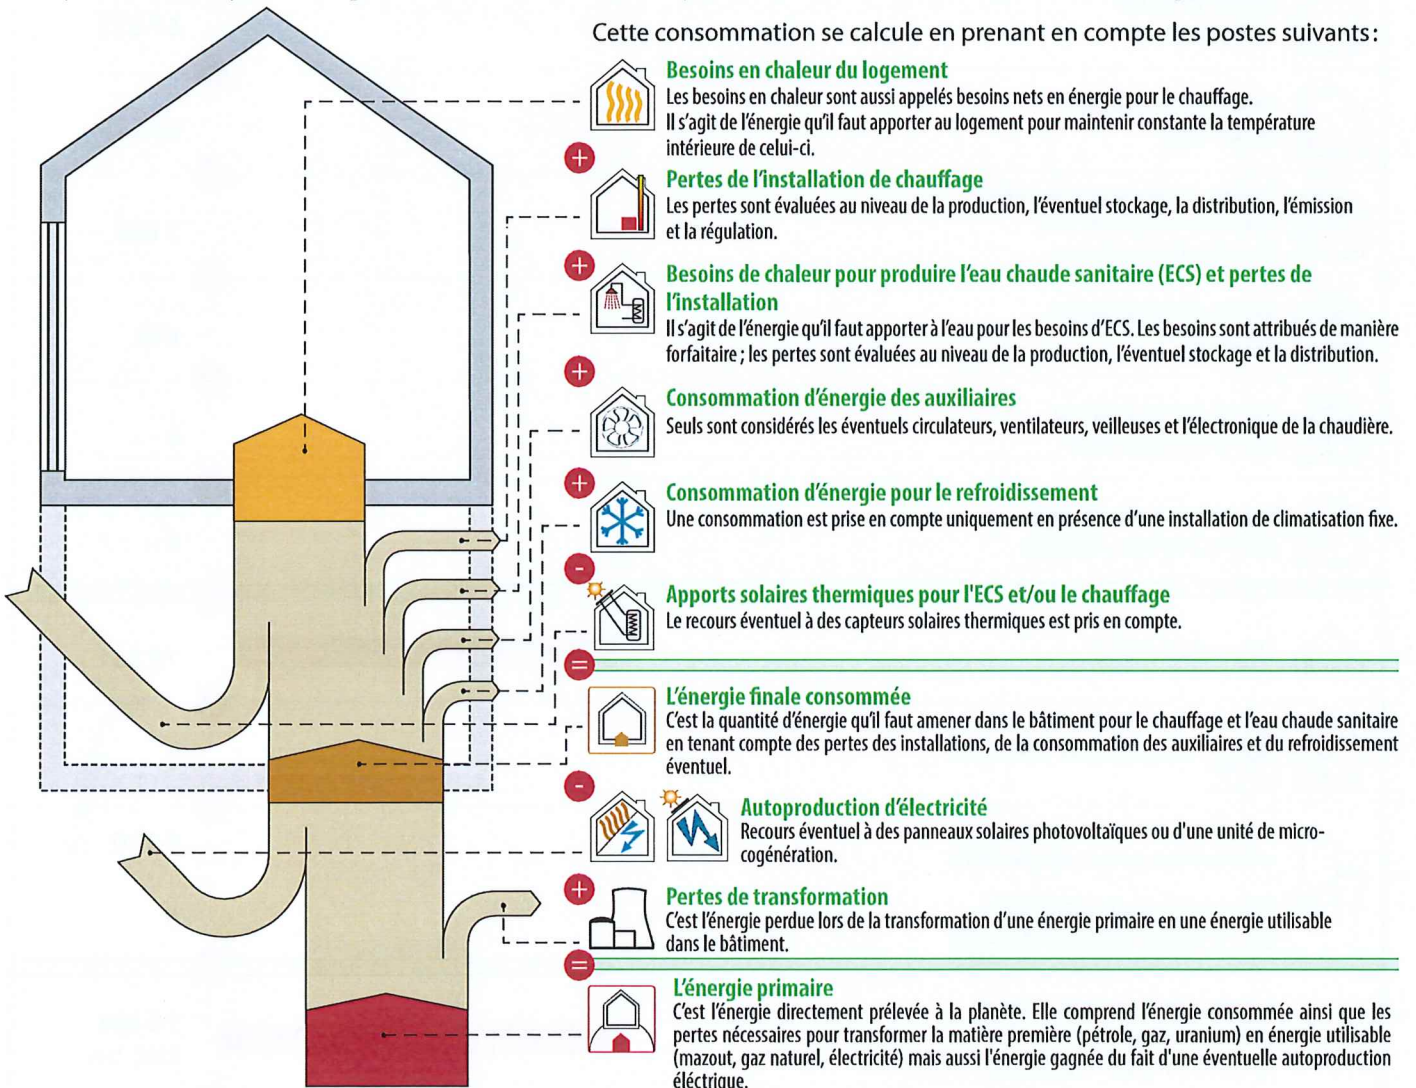 Cette consommation se calcule en prenant en compte les postes suivants :
Besoins en chaleur du logement
Les besoins en chaleur sont aussi appelés besoins nets en énergie pour le chauffage.
Il s'agit de l'énergie qu'il faut apporter au logement pour maintenir constante la température
intérieure de celui-ci.
+
Pertes de l'installation de chauffage
Les pertes sont évaluées au niveau de la production, l'éventuel stockage, la distribution, l'émission
et la régulation.
+
Besoins de chaleur pour produire l'eau chaude sanitaire (ECS) et pertes de
l'installation
Il s'agit de l'énergie qu'il faut apporter à l'eau pour les besoins d'ECS. Les besoins sont attribués de manière
forfaitaire ; les pertes sont évaluées au niveau de la production, l'éventuel stockage et la distribution.
+
Consommation d'énergie des auxiliaires
Seuls sont considérés les éventuels circulateurs, ventilateurs, veilleuses et l'électronique de la chaudière.
+
Consommation d'énergie pour le refroidissement
Une consommation est prise en compte uniquement en présence d'une installation de climatisation fixe.
-
Apports solaires thermiques pour l'ECS et/ou le chauffage
Le recours éventuel à des capteurs solaires thermiques est pris en compte.
=
L'énergie finale consommée
C'est la quantité d'énergie qu'il faut amener dans le bâtiment pour le chauffage et l'eau chaude sanitaire
en tenant compte des pertes des installations, de la consommation des auxiliaires et du refroidissement
éventuel.
-
Autoproduction d'électricité
Recours éventuel à des panneaux solaires photovoltaïques ou d'une unité de micro-
cogénération.
+
Pertes de transformation
C'est l'énergie perdue lors de la transformation d'une énergie primaire en une énergie utilisable
dans le bâtiment.
=
L'énergie primaire
C'est l'énergie directement prélevée à la planète. Elle comprend l'énergie consommée ainsi que les
pertes nécessaires pour transformer la matière première (pétrole, gaz, uranium) en énergie utilisable
(mazout, gaz naturel, électricité) mais aussi l'énergie gagnée du fait d'une éventuelle autoproduction
éléctrique.